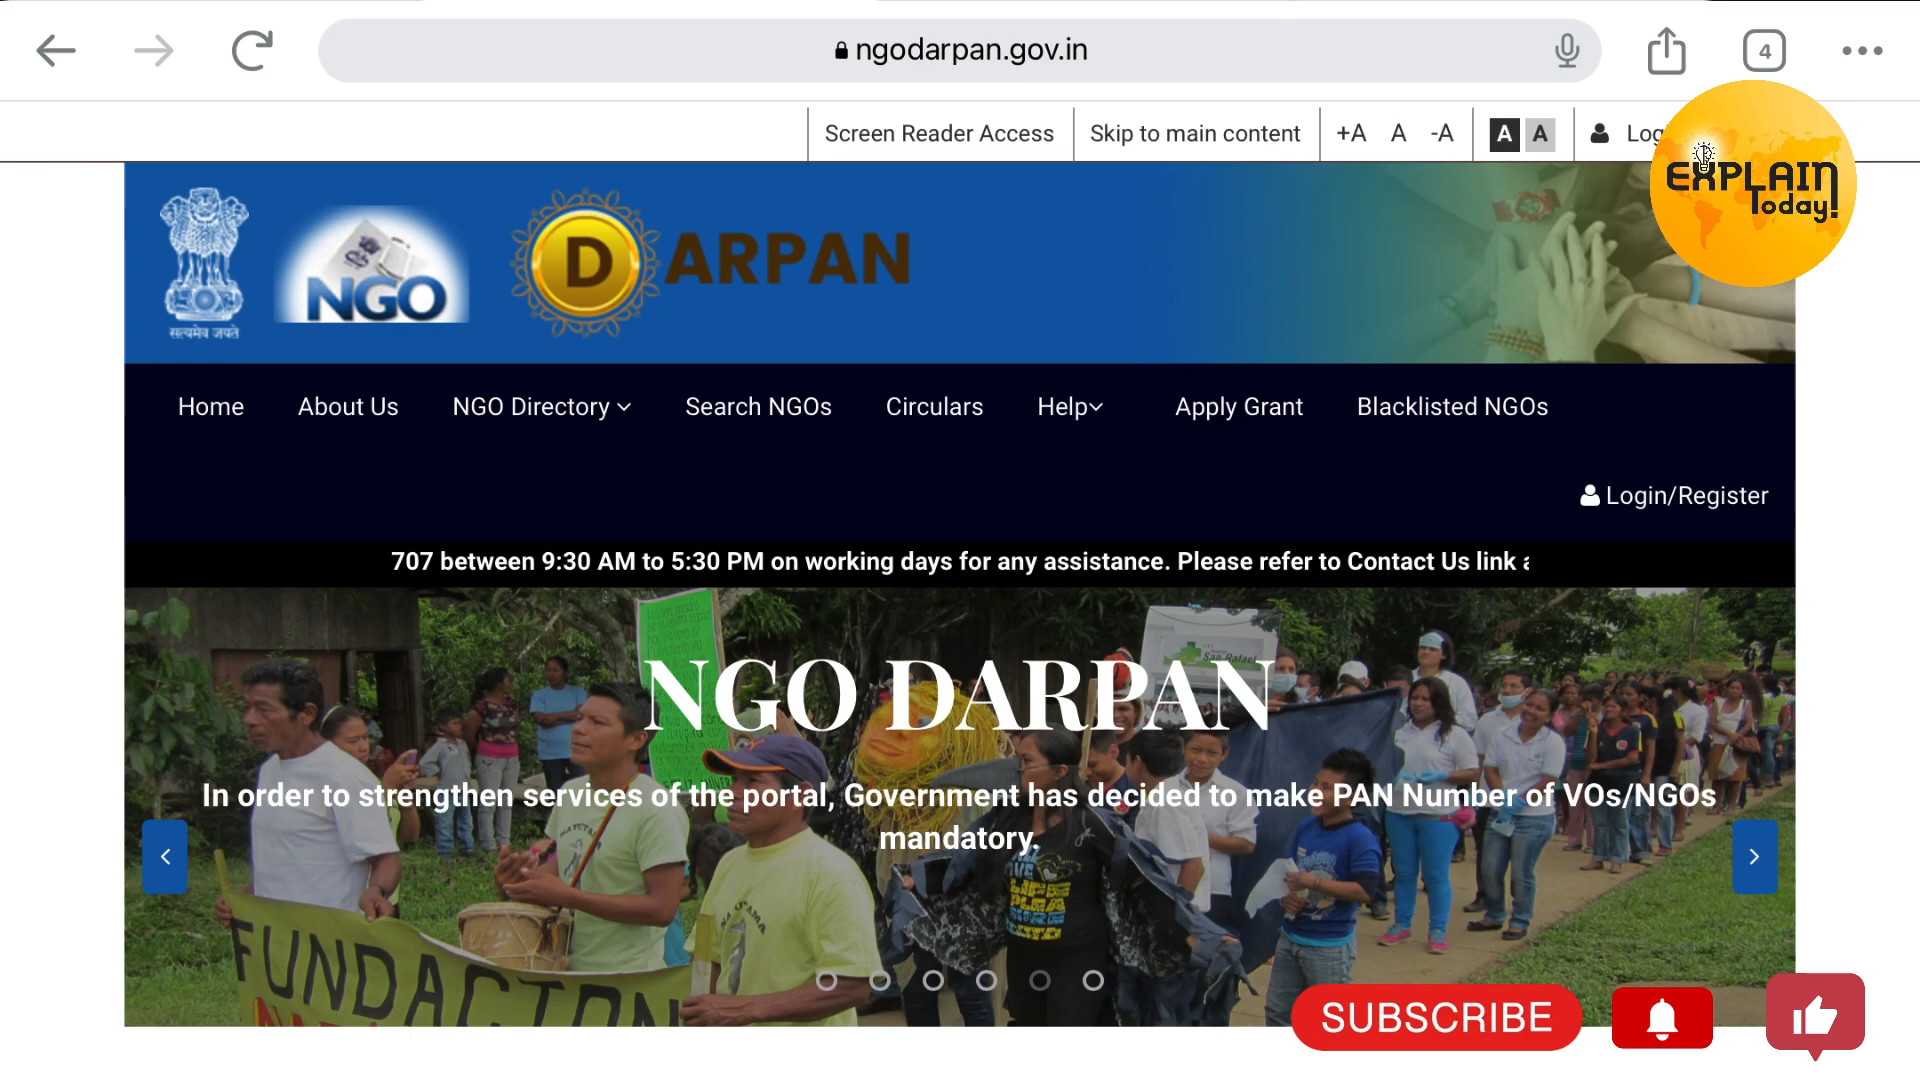 ngodarpan.gov.in
4
Screen Reader Access
Skip to main content
+A A -A
A A
EXPLAIN
Today!
सत्यमेव जयते
NGO
DARPAN
Home
About Us
NGO Directory
Search NGOs
Circulars
Help
Apply Grant
Blacklisted NGOs
Login/Register
707 between 9:30 AM to 5:30 PM on working days for any assistance. Please refer to Contact Us link
San Rafael
NGO DARPAN
In order to strengthen services of the portal, Government has decided to make PAN Number of VOs/NGOs
mandatory.
FUNDACION
SUBSCRIBE